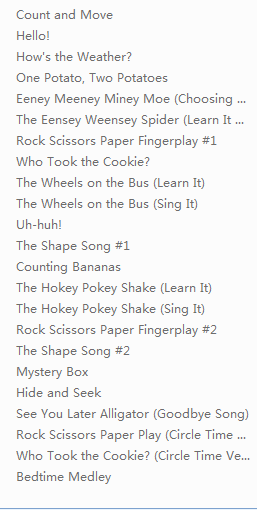 Count and Move
Hello!
How's the Weather?
One Potato, Two Potatoes
Eeney Meeney Miney Moe (Choosing ...
The Eensey Weensey Spider (Learn It ...
Rock Scissors Paper Fingerplay #1
Who Took the Cookie?
The Wheels on the Bus (Learn It)
The Wheels on the Bus (Sing It)
Uh-huh!
The Shape Song #1
Counting Bananas
The Hokey Pokey Shake (Learn It)
The Hokey Pokey Shake (Sing It)
Rock Scissors Paper Fingerplay #2
The Shape Song #2
Mystery Box
Hide and Seek
See You Later Alligator (Goodbye Song)
Rock Scissors Paper Play (Circle Time ...
Who Took the Cookie? (Circle Time Ve...
Bedtime Medley